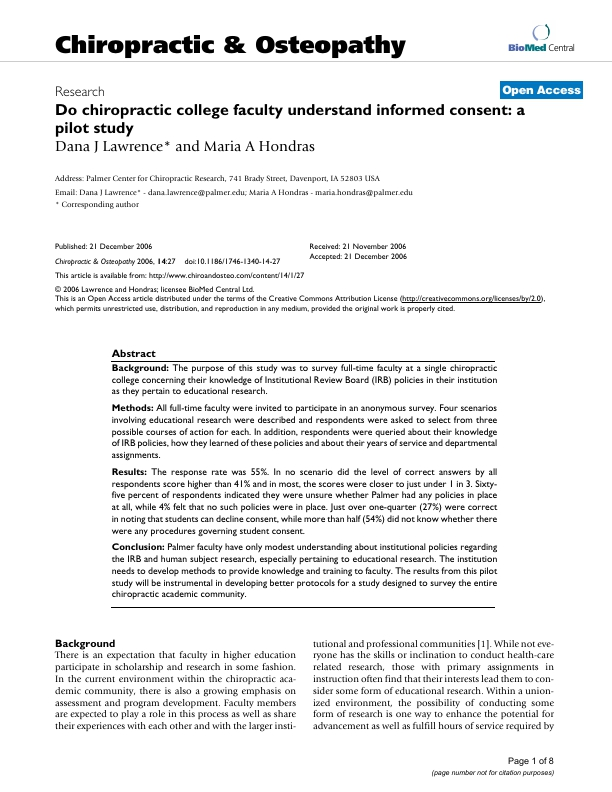 Chiropractic & Osteopathy
BioMed Central
Open Access
Research
Do chiropractic college faculty understand informed consent: a
pilot study
Dana J Lawrence* and Maria A Hondras
Address: Palmer Center for Chiropractic Research, 741 Brady Street, Davenport, IA 52803 USA
Email: Dana J Lawrence* - dana.lawrence@palmer.edu; Maria A Hondras - maria.hondras@palmer.edu
* Corresponding author
Published: 21 December 2006
Chiropractic & Osteopathy 2006, 14:27 doi:10.1186/1746-1340-14-27
Received: 21 November 2006
Accepted: 21 December 2006
This article is available from: http://www.chiroandosteo.com/content/14/1/27
© 2006 Lawrence and Hondras; licensee BioMed Central Ltd.
This is an Open Access article distributed under the terms of the Creative Commons Attribution License (http://creativecommons.org/licenses/by/2.0),
which permits unrestricted use, distribution, and reproduction in any medium, provided the original work is properly cited.
Abstract
Background: The purpose of this study was to survey full-time faculty at a single chiropractic
college concerning their knowledge of Institutional Review Board (IRB) policies in their institution
as they pertain to educational research.
Methods: All full-time faculty were invited to participate in an anonymous survey. Four scenarios
involving educational research were described and respondents were asked to select from three
possible courses of action for each. In addition, respondents were queried about their knowledge
of IRB policies, how they learned of these policies and about their years of service and departmental
assignments.
Results: The response rate was 55%. In no scenario did the level of correct answers by all
respondents score higher than 41% and in most, the scores were closer to just under 1 in 3. Sixty-
five percent of respondents indicated they were unsure whether Palmer had any policies in place
at all, while 4% felt that no such policies were in place. Just over one-quarter (27%) were correct
in noting that students can decline consent, while more than half (54%) did not know whether there
were any procedures governing student consent.
Conclusion: Palmer faculty have only modest understanding about institutional policies regarding
the IRB and human subject research, especially pertaining to educational research. The institution
needs to develop methods to provide knowledge and training to faculty. The results from this pilot
study will be instrumental in developing better protocols for a study designed to survey the entire
chiropractic academic community.
Background
There is an expectation that faculty in higher education
participate in scholarship and research in some fashion.
In the current environment within the chiropractic aca-
demic community, there is also a growing emphasis on
assessment and program development. Faculty members
are expected to play a role in this process as well as share
their experiences with each other and with the larger insti-
tutional and professional communities [1]. While not eve-
ryone has the skills or inclination to conduct health-care
related research, those with primary assignments in
instruction often find that their interests lead them to con-
sider some form of educational research. Within a union-
ized environment, the possibility of conducting some
form of research is one way to enhance the potential for
advancement as well as fulfill hours of service required by
Page 1 of 8
(page number not for citation purposes)